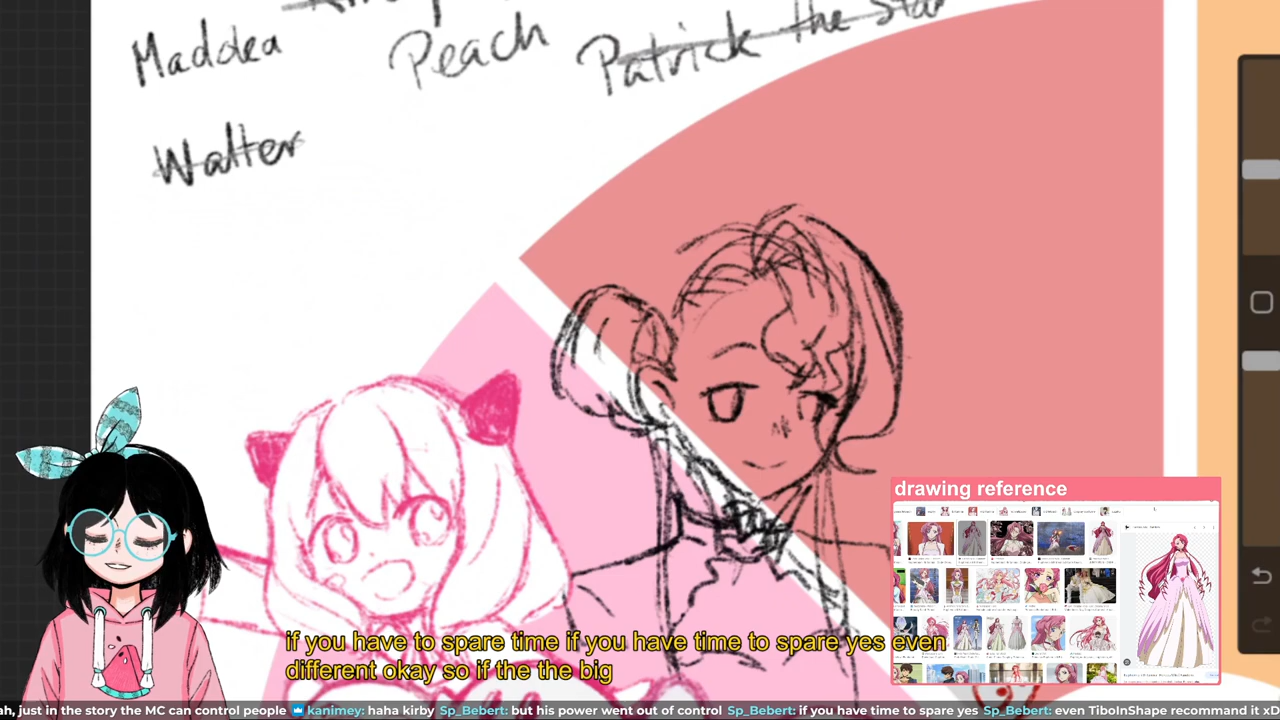 Maddea
Peach
Patrick the Star
Walter
drawing reference
if you have to spare time if you have time to spare yes even
different okay so if the the big
ah, just in the story the MC can control people kanimey: haha kirby Sp_Bebert: but his power went out of control Sp_Bebert: if you have time to spare yes Sp_Bebert: even TiboInShape recommand it xD